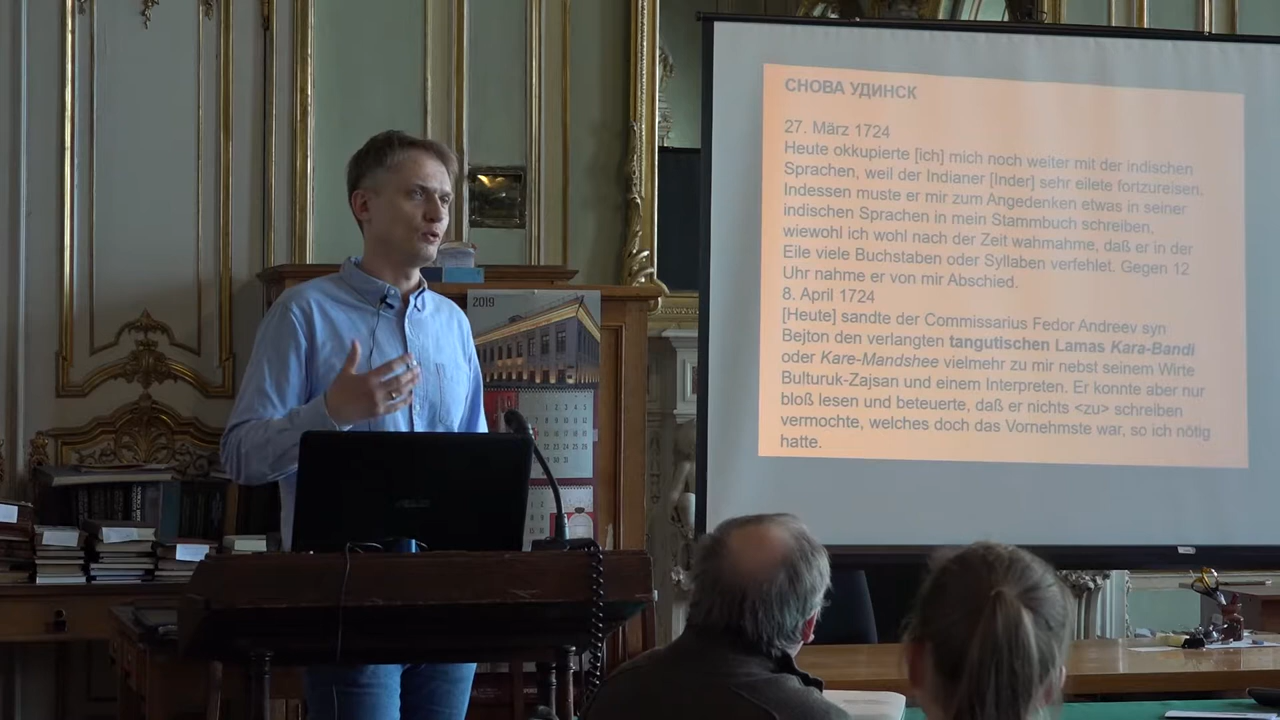 СНОВА УДИНСК
27. März 1724
Heute okkupierte [ich] mich noch weiter mit der indischen
Sprachen, weil der Indianer [Inder] sehr eilete fortzureisen.
Indessen muste er mir zum Angedenken etwas in seiner
indischen Sprachen in mein Stammbuch schreiben,
wiewohl ich wohl nach der Zeit wahrnahme, daß er in der
Eile viele Buchstaben oder Syllaben verfehlet. Gegen 12
Uhr nahme er von mir Abschied.
8. April 1724
[Heute] sandte der Commissarius Fedor Andreev syn
Bejton den verlangten tangutischen Lamas Kara-Bandi
oder Kare-Mandshee vielmehr zu mir nebst seinem Wirte
Bulturuk-Zajsan und einem Interpreten. Er konnte aber nur
bloß lesen und beteuerte, daß er nichts <zu> schreiben
vermochte, welches doch das Vornehmste war, so ich nötig
hatte.
2019